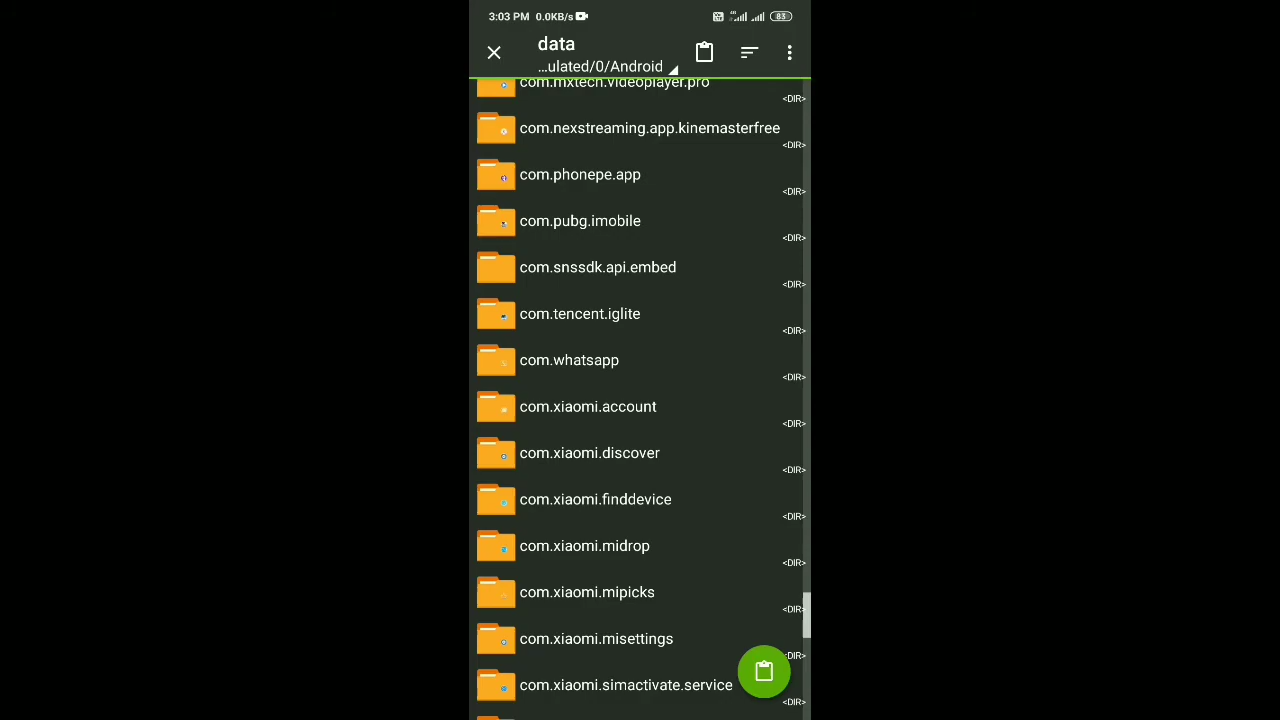 3:03 PM 0.0KB/s 4G 83
data
...ulated/0/Android
com.mxtech.videoplayer.pro
<DIR>
com.nexstreaming.app.kinemasterfree
<DIR>
com.phonepe.app
<DIR>
com.pubg.imobile
<DIR>
com.snssdk.api.embed
<DIR>
com.tencent.iglite
<DIR>
com.whatsapp
<DIR>
com.xiaomi.account
<DIR>
com.xiaomi.discover
<DIR>
com.xiaomi.finddevice
<DIR>
com.xiaomi.midrop
<DIR>
com.xiaomi.mipicks
<DIR>
com.xiaomi.misettings
<DIR>
com.xiaomi.simactivate.service
<DIR>